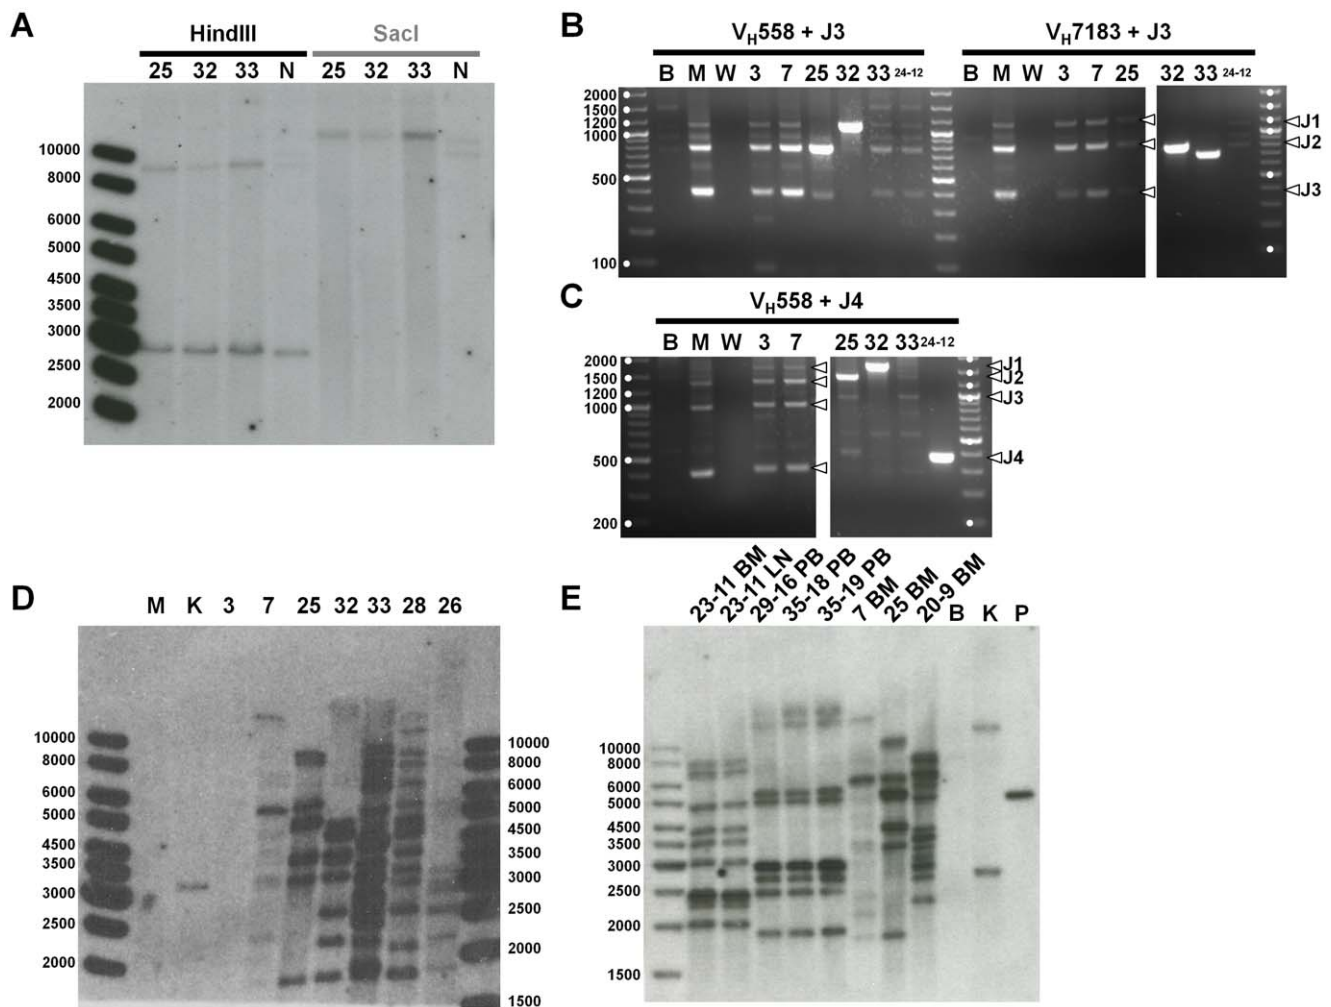 A
HindIII SacI
25 32 33 N 25 32 33 N
10000
8000
6000
5000
4500
3500
3000
2500
2000
B
VH558 + J3 VH7183 + J3
B M W 3 7 25 32 33 24-12 B M W 3 7 25 32 33 24-12
2000
1500
1200
1000
500
100
J1
J2
J3
C
VH558 + J4
B M W 3 7 25 32 33 24-12
2000
1500
1200
1000
500
200
J1
J2
J3
J4
D
M K 3 7 25 32 33 28 26
10000
8000
6000
5000
4500
3500
3000
2500
2000
10000
8000
6000
5000
4500
3500
3000
2500
2000
1500
E
23-11 BM
23-11 LN
29-16 PB
35-18 PB
35-19 PB
7 BM
25 BM
20-9 BM
B K P
10000
8000
6000
5000
4500
3500
3000
2500
2000
1500